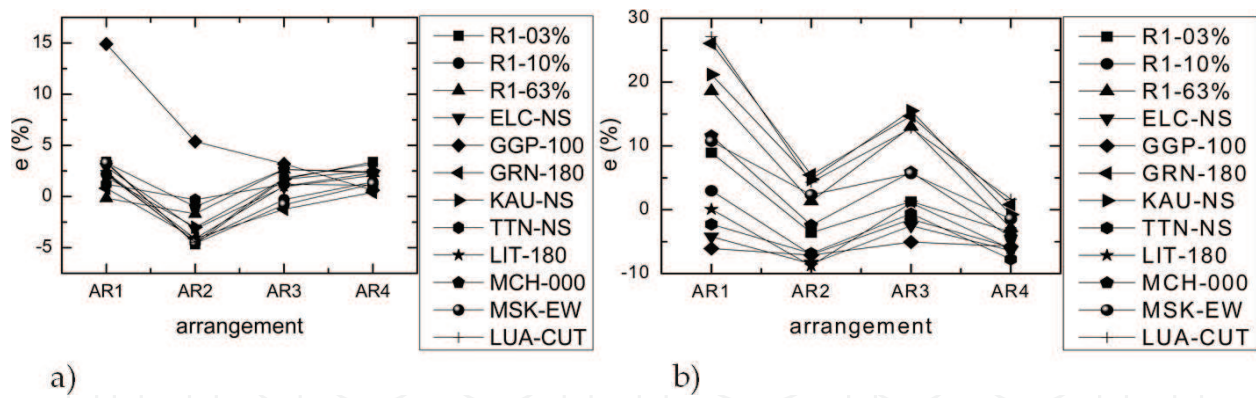 15
10
5
0
-5
e (%)
AR1 AR2 AR3 AR4
arrangement
R1-03%
R1-10%
R1-63%
ELC-NS
GGP-100
GRN-180
KAU-NS
TTN-NS
LIT-180
MCH-000
MSK-EW
LUA-CUT
a)
30
20
10
0
-10
e (%)
AR1 AR2 AR3 AR4
arrangement
R1-03%
R1-10%
R1-63%
ELC-NS
GGP-100
GRN-180
KAU-NS
TTN-NS
LIT-180
MCH-000
MSK-EW
LUA-CUT
b)